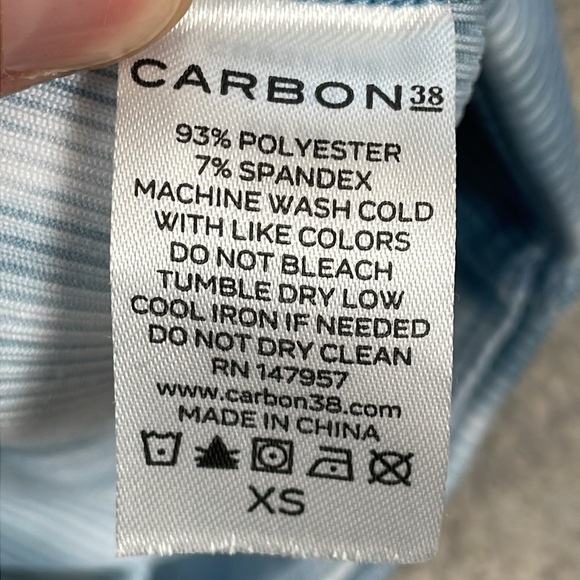 CARBON38
93% POLYESTER
7% SPANDEX
MACHINE WASH COLD
WITH LIKE COLORS
DO NOT BLEACH
TUMBLE DRY LOW
COOL IRON IF NEEDED
DO NOT DRY CLEAN
RN 147957
www.carbon38.com
MADE IN CHINA
XS